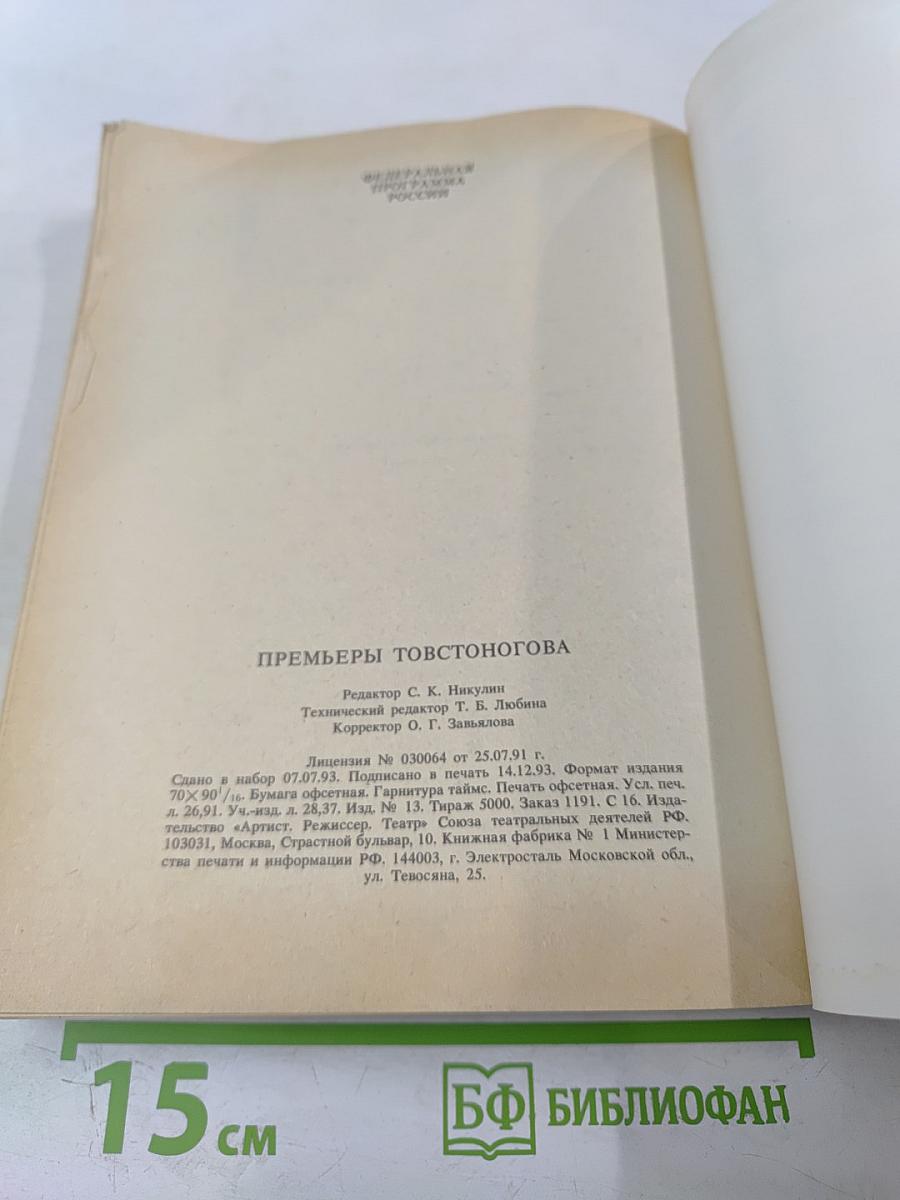 ФЕДЕРАЛЬНАЯ
ПРОГРАММА
РОССИИ
ПРЕМЬЕРЫ ТОВСТОНОГОВА
Редактор С. К. Никулин
Технический редактор Т. Б. Любина
Корректор О. Г. Завьялова
Лицензия № 030064 от 25.07.91 г.
Сдано в набор 07.07.93. Подписано в печать 14.12.93. Формат издания
70×90¹/₁₆. Бумага офсетная. Гарнитура таймс. Печать офсетная. Усл. печ.
л. 26,91. Уч.-изд. л. 28,37. Изд. № 13. Тираж 5000. Заказ 1191. С 16. Изда-
тельство «Артист. Режиссер. Театр» Союза театральных деятелей РФ.
103031, Москва, Страстной бульвар, 10. Книжная фабрика № 1 Министер-
ства печати и информации РФ. 144003, г. Электросталь Московской обл.,
ул. Тевосяна, 25.
15 см
БФ БИБЛИОФАН